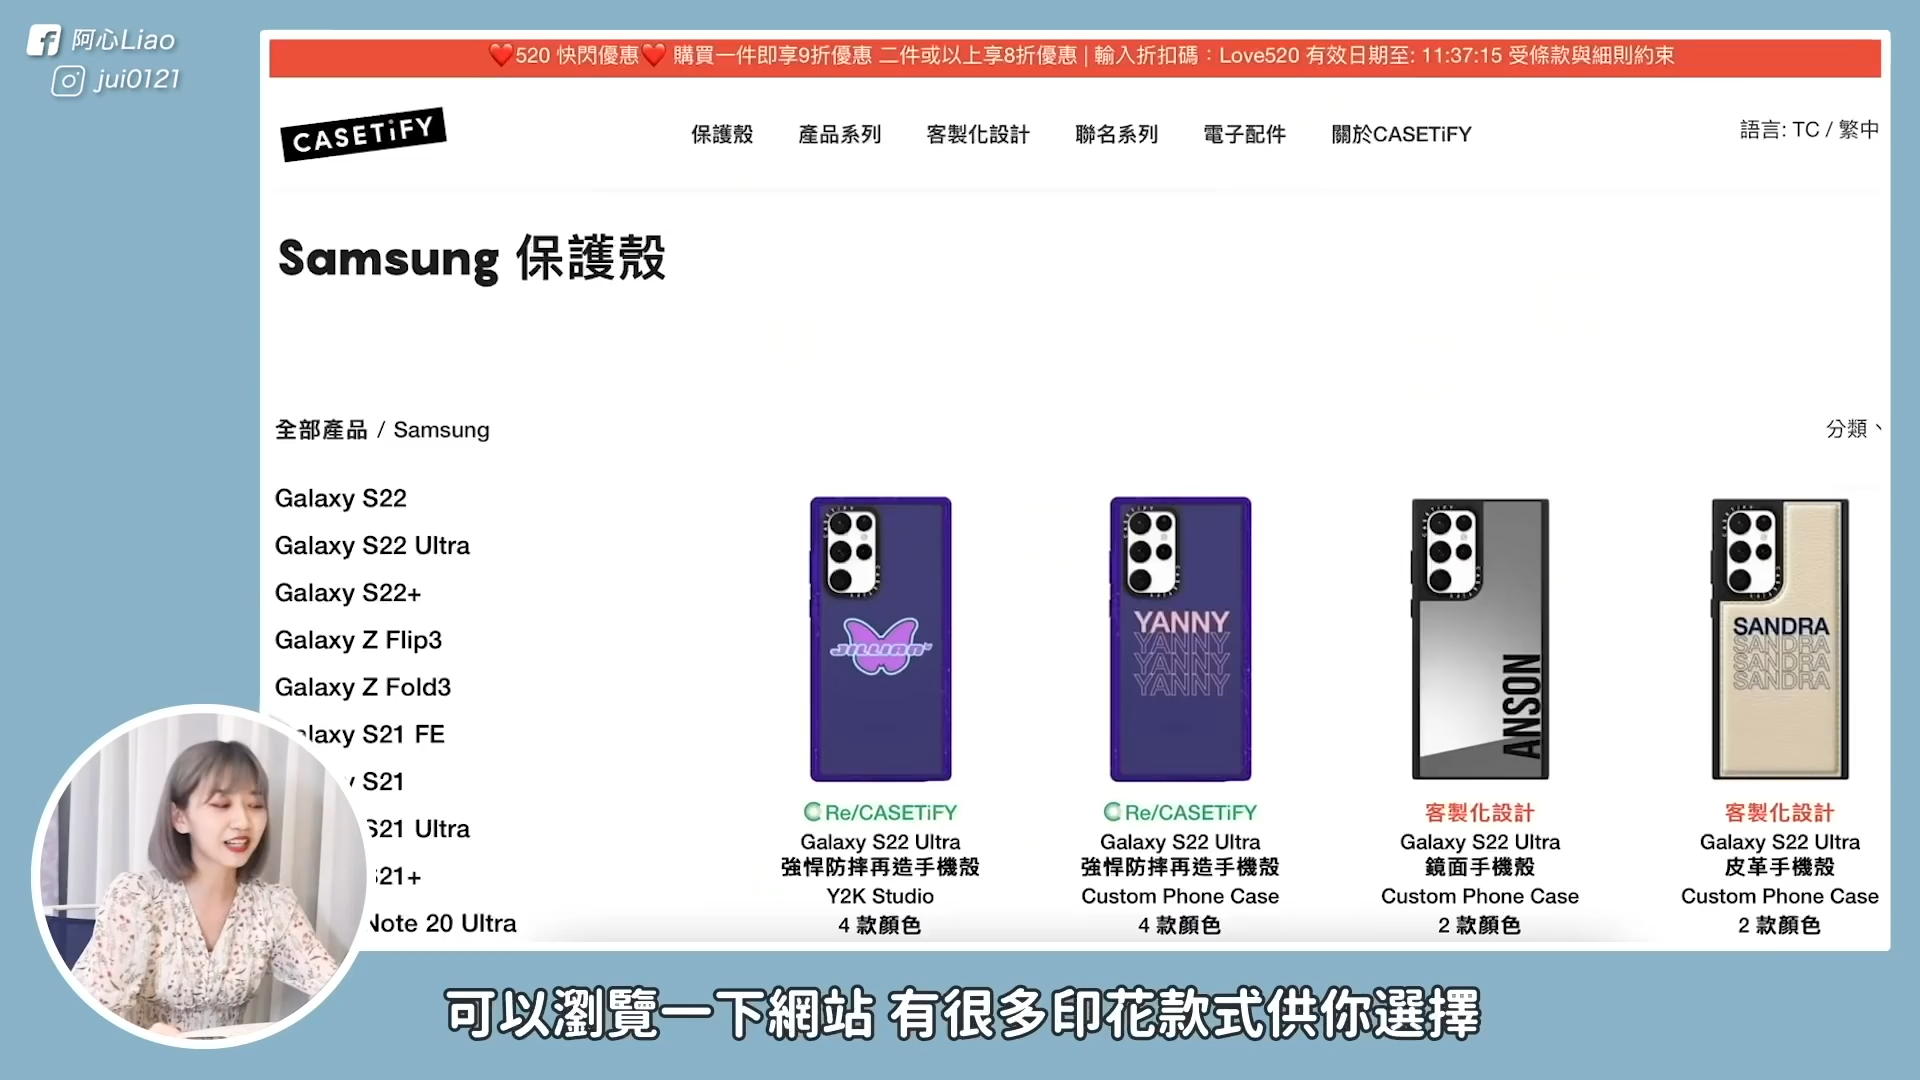 阿心Liao
jui0121
❤️520 快閃優惠❤️ 購買一件即享9折優惠 二件或以上享8折優惠 | 輸入折扣碼：Love520 有效日期至: 11:37:15 受條款與細則約束
CASETiFY
保護殼 產品系列 客製化設計 聯名系列 電子配件 關於CASETiFY
語言: TC / 繁中
Samsung 保護殼
全部產品 / Samsung
分類
Galaxy S22
Galaxy S22 Ultra
Galaxy S22+
Galaxy Z Flip3
Galaxy Z Fold3
laxy S21 FE
S21
S21 Ultra
S21+
Note 20 Ultra
JILLIAN
YANNY
YANNY
YANNY
YANNY
ANSON
SANDRA
SANDRA
SANDRA
SANDRA
Re/CASETiFY
Galaxy S22 Ultra
強悍防摔再造手機殼
Y2K Studio
4 款顏色
Re/CASETiFY
Galaxy S22 Ultra
強悍防摔再造手機殼
Custom Phone Case
4 款顏色
客製化設計
Galaxy S22 Ultra
鏡面手機殼
Custom Phone Case
2 款顏色
客製化設計
Galaxy S22 Ultra
皮革手機殼
Custom Phone Case
2 款顏色
可以瀏覽一下網站 有很多印花款式供你選擇